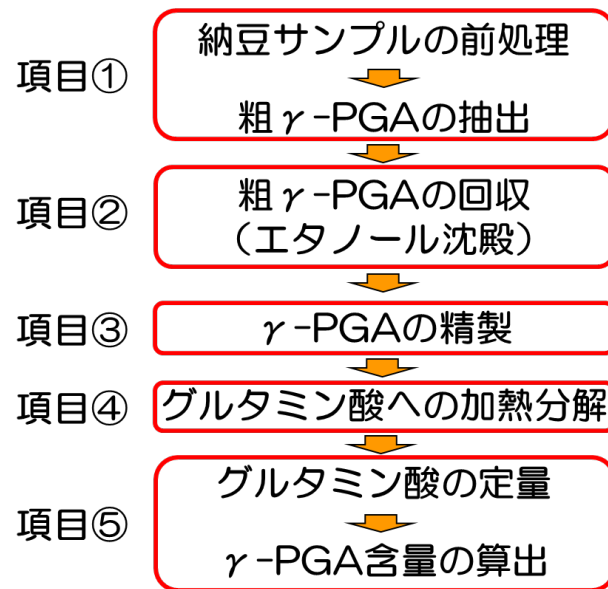 項目①
納豆サンプルの前処理
粗γ-PGAの抽出
項目②
粗γ-PGAの回収
（エタノール沈殿）
項目③
γ-PGAの精製
項目④
グルタミン酸への加熱分解
項目⑤
グルタミン酸の定量
γ-PGA含量の算出